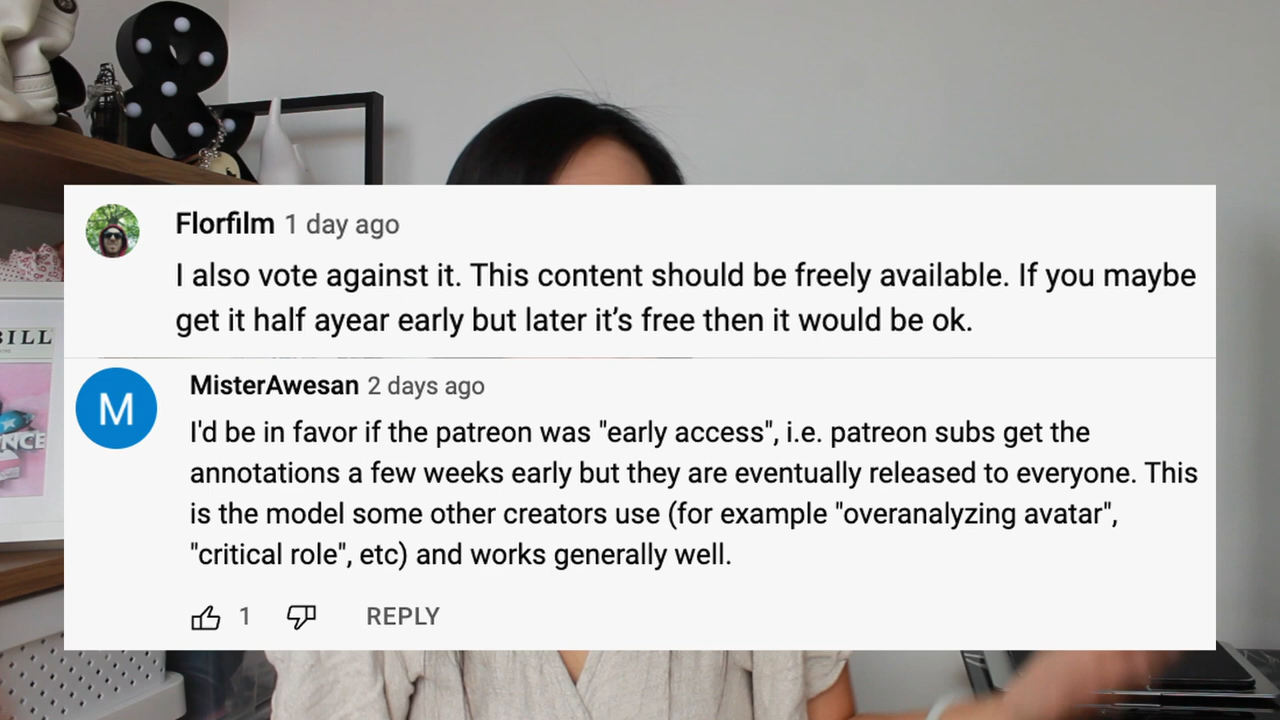 BILL
NCE
Florfilm 1 day ago
I also vote against it. This content should be freely available. If you maybe
get it half ayear early but later it’s free then it would be ok.
M
MisterAwesan 2 days ago
I'd be in favor if the patreon was "early access", i.e. patreon subs get the
annotations a few weeks early but they are eventually released to everyone. This
is the model some other creators use (for example "overanalyzing avatar",
"critical role", etc) and works generally well.
1 REPLY